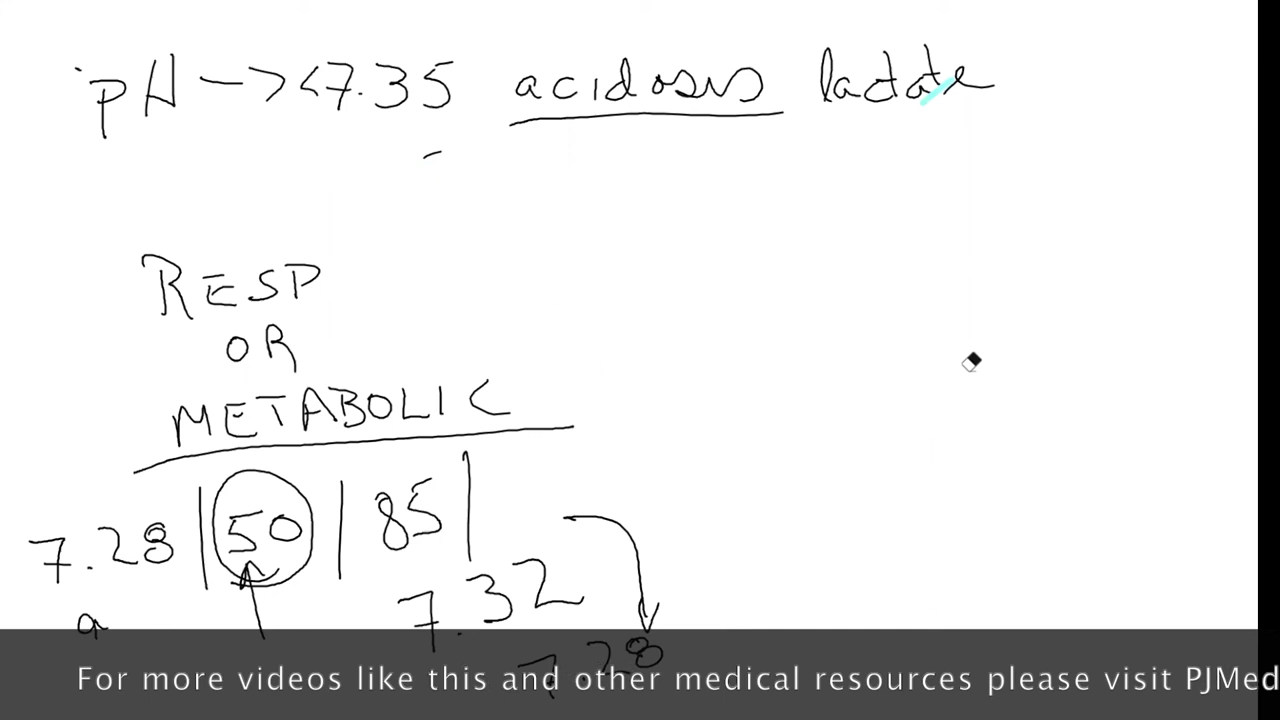 pH -> <7.35 acidosis lactate
RESP
OR
METABOLIC
7.28 | 50 | 85 |
a
7.32
7.28
For more videos like this and other medical resources please visit PJMed